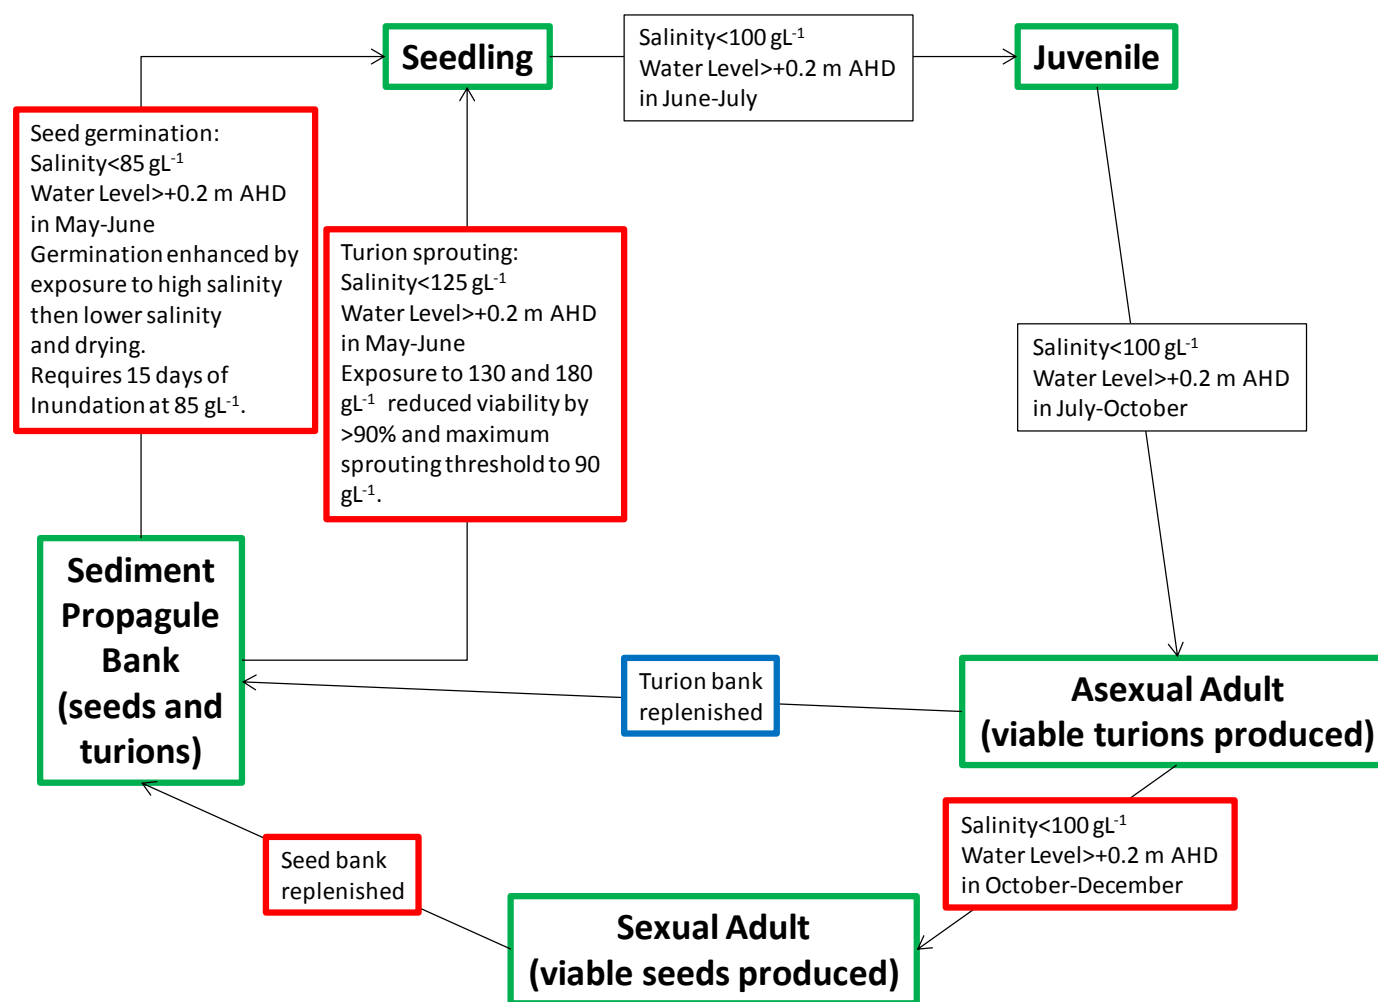 Seedling
Salinity<100 gL⁻¹
Water Level>+0.2 m AHD
in June-July
Juvenile
Seed germination:
Salinity<85 gL⁻¹
Water Level>+0.2 m AHD
in May-June
Germination enhanced by
exposure to high salinity
then lower salinity
and drying.
Requires 15 days of
Inundation at 85 gL⁻¹.
Turion sprouting:
Salinity<125 gL⁻¹
Water Level>+0.2 m AHD
in May-June
Exposure to 130 and 180
gL⁻¹ reduced viability by
>90% and maximum
sprouting threshold to 90
gL⁻¹.
Salinity<100 gL⁻¹
Water Level>+0.2 m AHD
in July-October
Sediment
Propagule
Bank
(seeds and
turions)
Turion bank
replenished
Asexual Adult
(viable turions produced)
Salinity<100 gL⁻¹
Water Level>+0.2 m AHD
in October-December
Seed bank
replenished
Sexual Adult
(viable seeds produced)